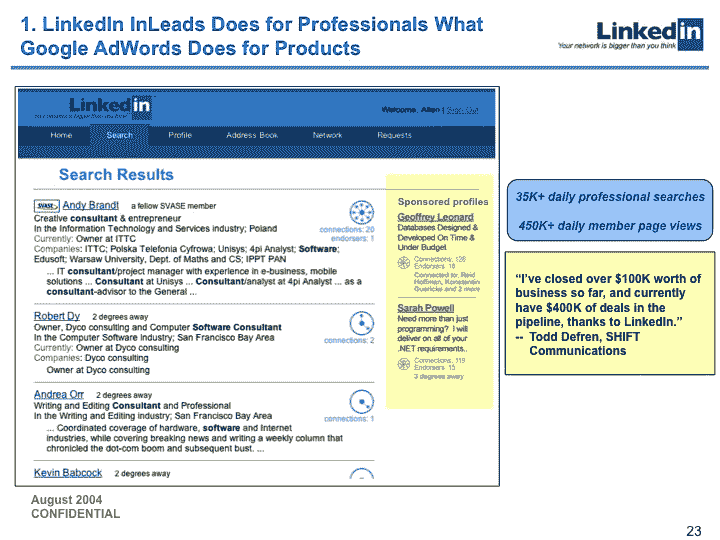 1. LinkedIn InLeads Does for Professionals What
Google AdWords Does for Products
Linkedin
Your network is bigger than you think
Linkedin
Your network is bigger than you think
Welcome, Allen | Sign Out
Home Search Profile Address Book Network Requests
Search Results
SVASE Andy Brandt a fellow SVASE member
Creative consultant & entrepreneur
In the Information Technology and Services industry; Poland
Currently: Owner at ITTC
Companies: ITTC; Polska Telefonia Cyfrowa; Unisys; 4pi Analyst; Software;
Edusoft; Warsaw University, Dept. of Maths and CS; IPPT PAN
... IT consultant/project manager with experience in e-business, mobile
solutions ... Consultant at Unisys ... Consultant/analyst at 4pi Analyst ... as a
consultant-advisor to the General ...
connections: 20
endorsers: 1
Robert Dy 2 degrees away
Owner, Dyco consulting and Computer Software Consultant
In the Computer Software Industry; San Francisco Bay Area
Currently: Owner at Dyco consulting
Companies: Dyco consulting
Owner at Dyco consulting
connections: 2
Andrea Orr 2 degrees away
Writing and Editing Consultant and Professional
In the Writing and Editing industry; San Francisco Bay Area
... Coordinated coverage of hardware, software and Internet
industries, while covering breaking news and writing a weekly column that
chronicled the dot-com boom and subsequent bust. ...
connections: 1
Kevin Babcock 2 degrees away
Sponsored profiles
Geoffrey Leonard
Databases Designed &
Developed On Time &
Under Budget
Connections: 128
Endorsers: 16
Connected to: Reid
Hoffman, Konstantin
Guericke and 2 more
Sarah Powell
Need more than just
programming? I will
deliver on all of your
.NET requirements..
Connections: 119
Endorsers: 15
3 degrees away
35K+ daily professional searches
450K+ daily member page views
“I’ve closed over $100K worth of
business so far, and currently
have $400K of deals in the
pipeline, thanks to LinkedIn.”
-- Todd Defren, SHIFT
Communications
August 2004
CONFIDENTIAL
23